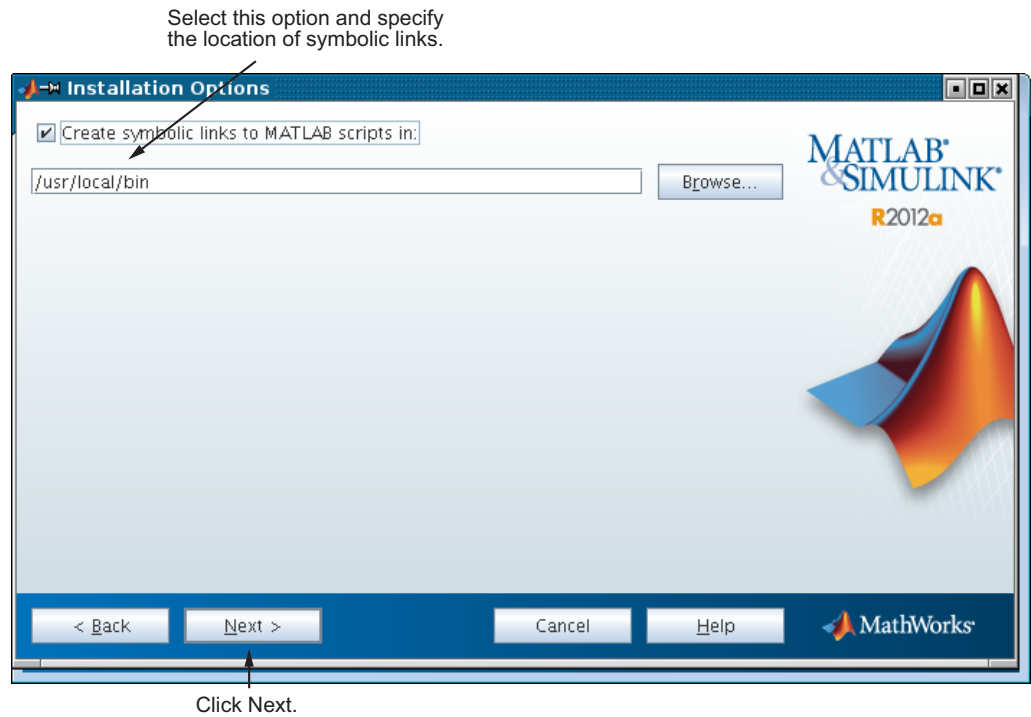 Select this option and specify
the location of symbolic links.
Installation Options
Create symbolic links to MATLAB scripts in:
/usr/local/bin
Browse...
MATLAB®
&SIMULINK®
R2012a
< Back
Next >
Cancel
Help
MathWorks®
Click Next.